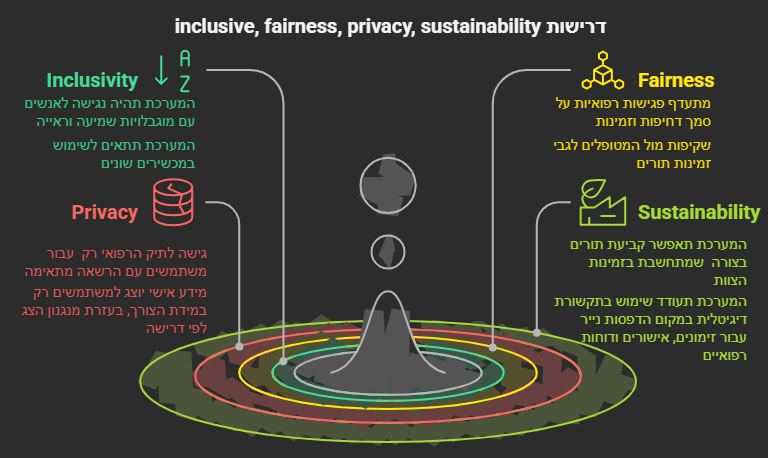 דרישות inclusive, fairness, privacy, sustainability
Inclusivity
A
Z
המערכת תהיה נגישה לאנשים
עם מוגבלויות שמיעה וראייה
המערכת תתאים לשימוש
במכשירים שונים
Fairness
מתעדף פגישות רפואיות על
סמך דחיפות וזמינות
שקיפות מול המטופלים לגבי
זמינות תורים
Privacy
גישה לתיק הרפואי רק עבור
משתמשים עם הרשאה מתאימה
מידע אישי יוצג למשתמשים רק
במידת הצורך, בעזרת מנגנון הצג
לפי דרישה
Sustainability
המערכת תאפשר קביעת תורים
בצורה שמתחשבת בזמינות
הצוות
המערכת תעודד שימוש בתקשורת
דיגיטלית במקום הדפסות נייר
עבור זימונים, אישורים ודוחות
רפואיים